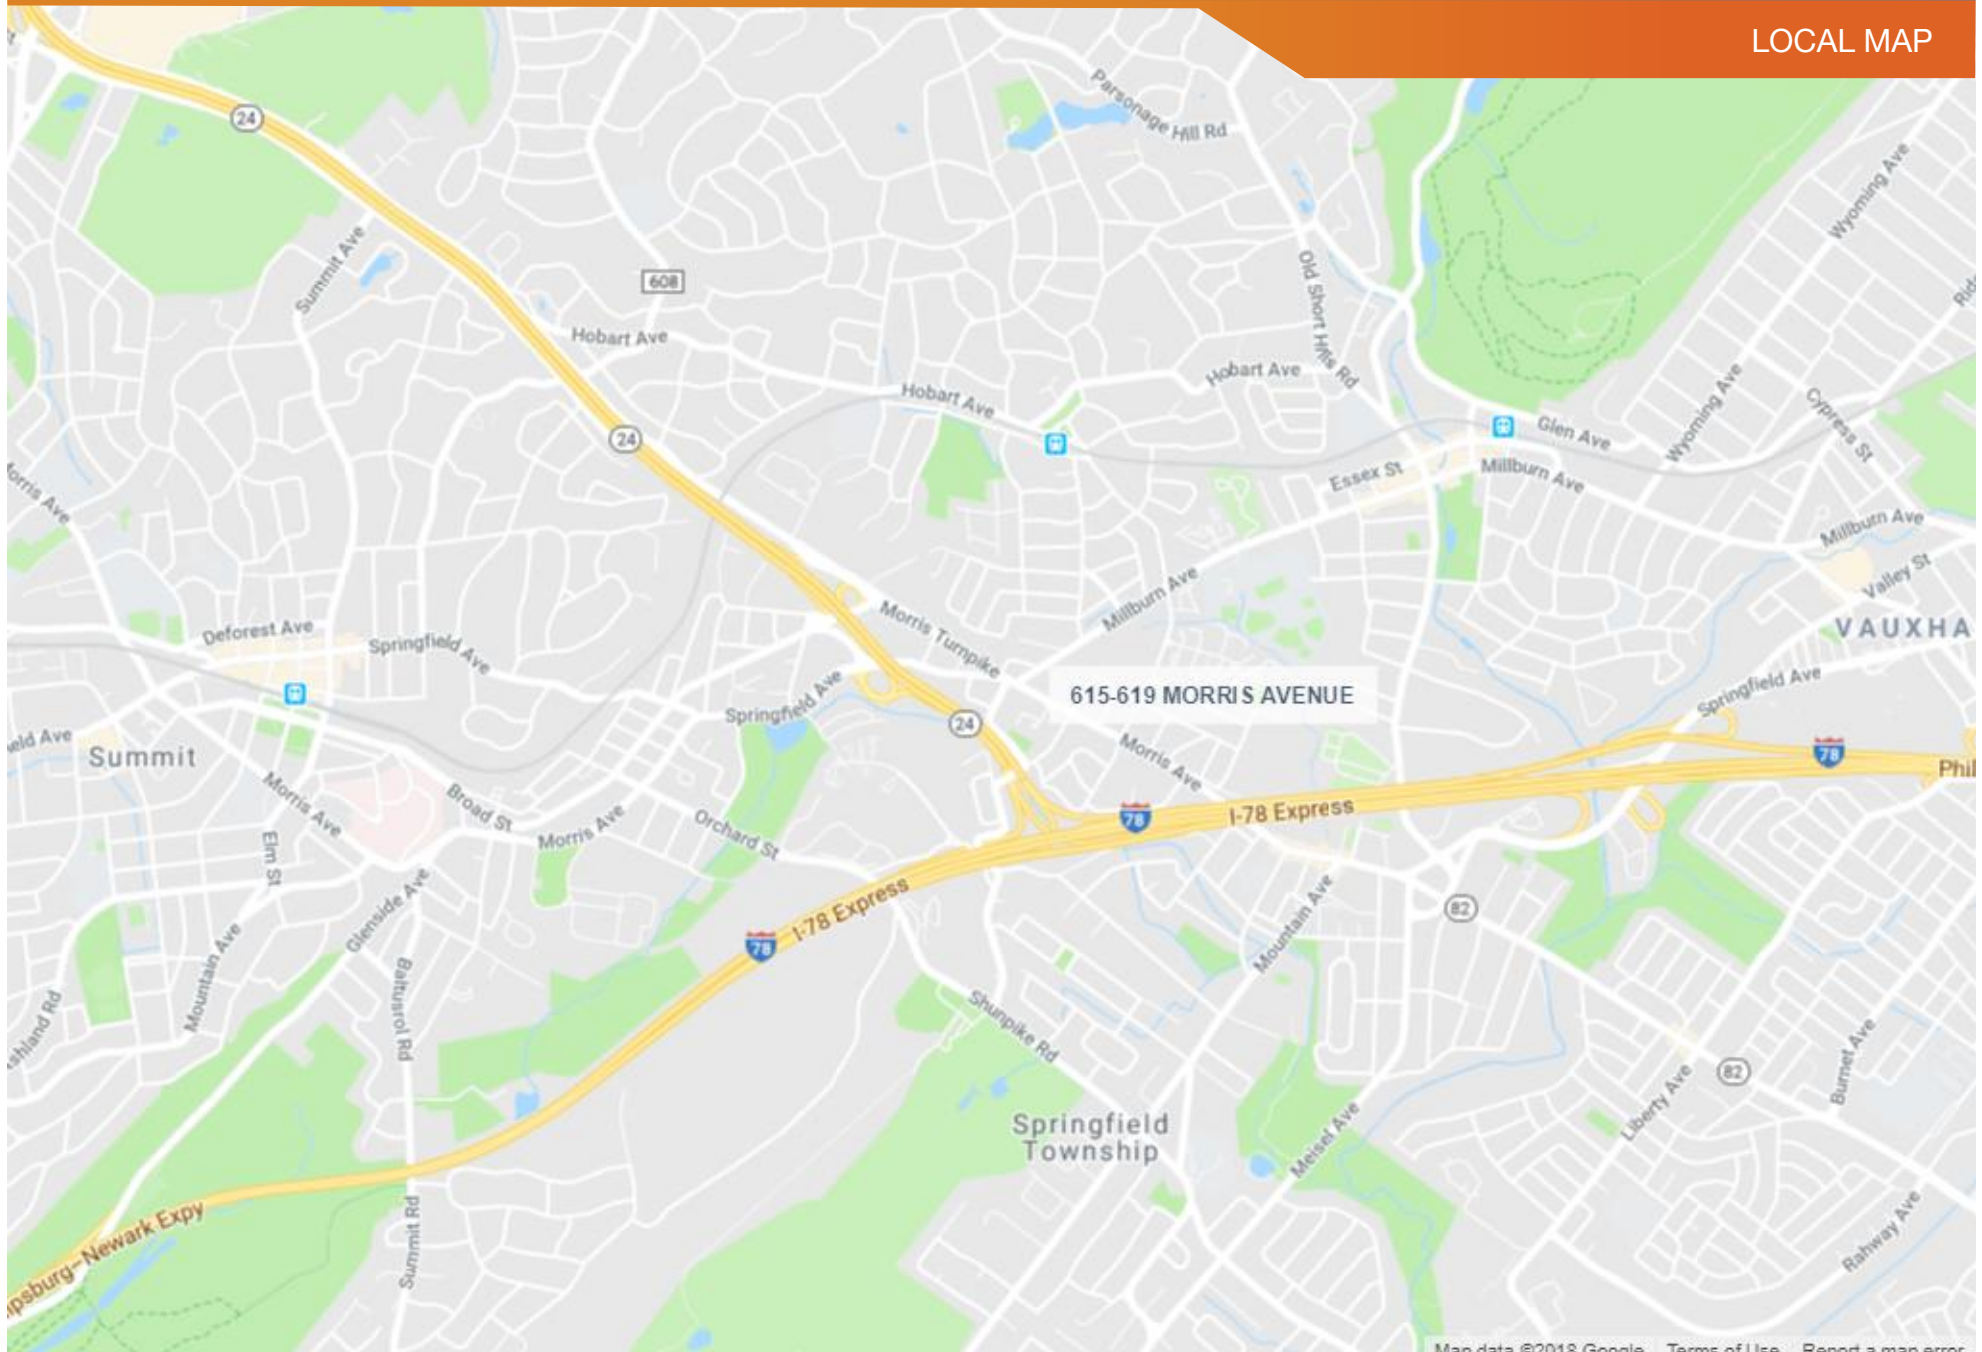 LOCAL MAP
Parsonage Hill Rd
24
Wyoming Ave
Summit Ave
608
Old Short Hills Rd
Hobart Ave
Hobart Ave
Hobart Ave
Wyoming Ave
Cypress St
24
Glen Ave
Essex St
Millburn Ave
Millburn Ave
Valley St
Millburn Ave
Morris Turnpike
Deforest Ave
Springfield Ave
VAUXHA
615-619 MORRIS AVENUE
Springfield Ave
Springfield Ave
24
Summit
Morris Ave
78
Phil
Morris Ave
Broad St
Morris Ave
Orchard St
78
I-78 Express
Elm St
Glenside Ave
I-78 Express
78
Mountain Ave
82
Mountain Ave
Baltusrol Rd
Shunpike Rd
82
Burnet Ave
Liberty Ave
Springfield
Township
Meisel Ave
Summit Rd
psburg-Newark Expy
Rahway Ave
Map data ©2018 Google Terms of Use Report a map error